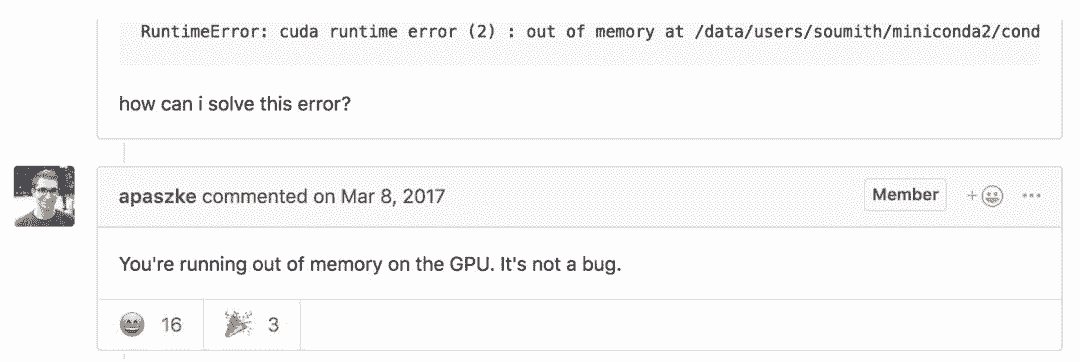 RuntimeError: cuda runtime error (2) : out of memory at /data/users/soumith/miniconda2/cond
how can i solve this error?
apaszke commented on Mar 8, 2017 Member
You're running out of memory on the GPU. It's not a bug.
16 3